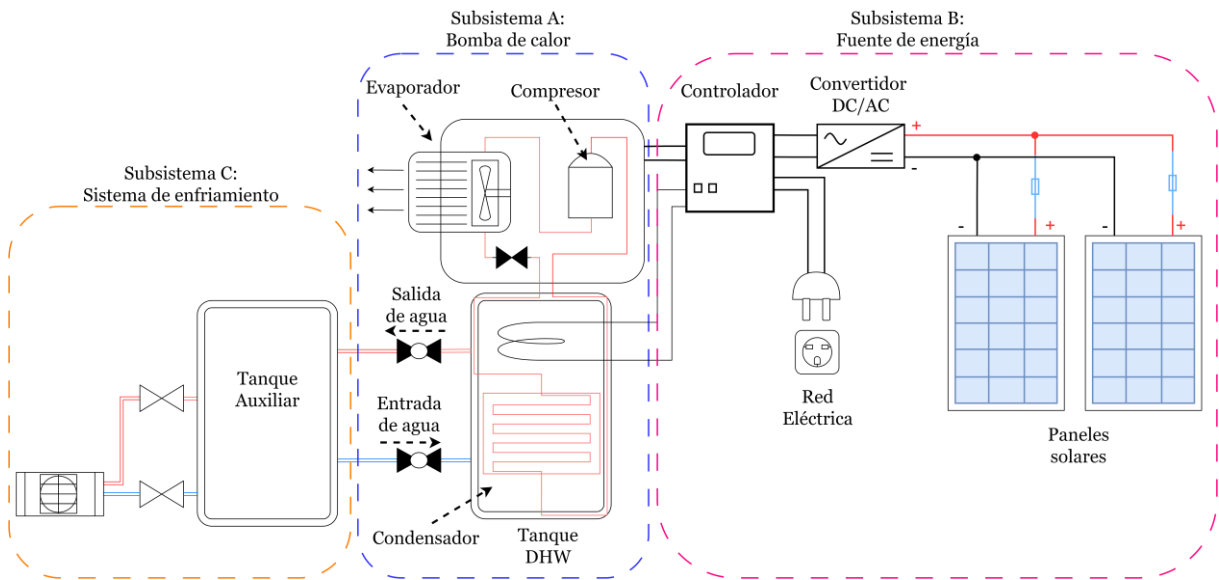 Subsistema A:
Bomba de calor
Subsistema B:
Fuente de energía
Evaporador
Compresor
Controlador
Convertidor
DC/AC
+
-
Subsistema C:
Sistema de enfriamiento
-
+
-
+
Salida
de agua
Tanque
Auxiliar
Entrada
de agua
Red
Eléctrica
Paneles
solares
Condensador
Tanque
DHW